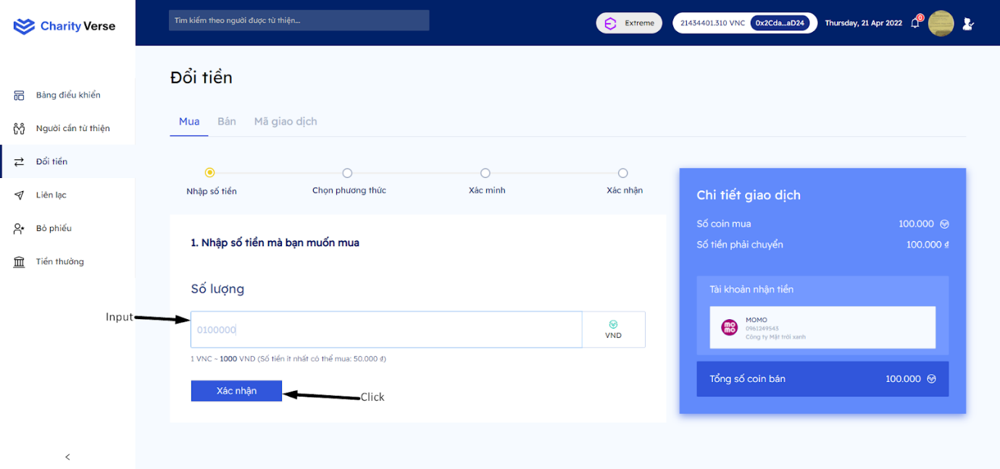 Charity Verse
Tìm kiếm theo người được từ thiện...
Extreme
21434401.310 VNC
0x2Cda...aD24
Thursday, 21 Apr 2022
0
Bảng điều khiển
Người cần từ thiện
Đổi tiền
Liên lạc
Bỏ phiếu
Tiền thưởng
Đổi tiền
Mua
Bán
Mã giao dịch
Nhập số tiền
Chọn phương thức
Xác minh
Xác nhận
1. Nhập số tiền mà bạn muốn mua
Số lượng
Input
0100000
VND
1 VNC ~ 1000 VND (Số tiền ít nhất có thể mua: 50.000 đ)
Xác nhận
Click
Chi tiết giao dịch
Số coin mua 100.000
Số tiền phải chuyển 100.000 đ
Tài khoản nhận tiền
mo
mo
MOMO
0961249543
Công ty Mặt trời xanh
Tổng số coin bán 100.000